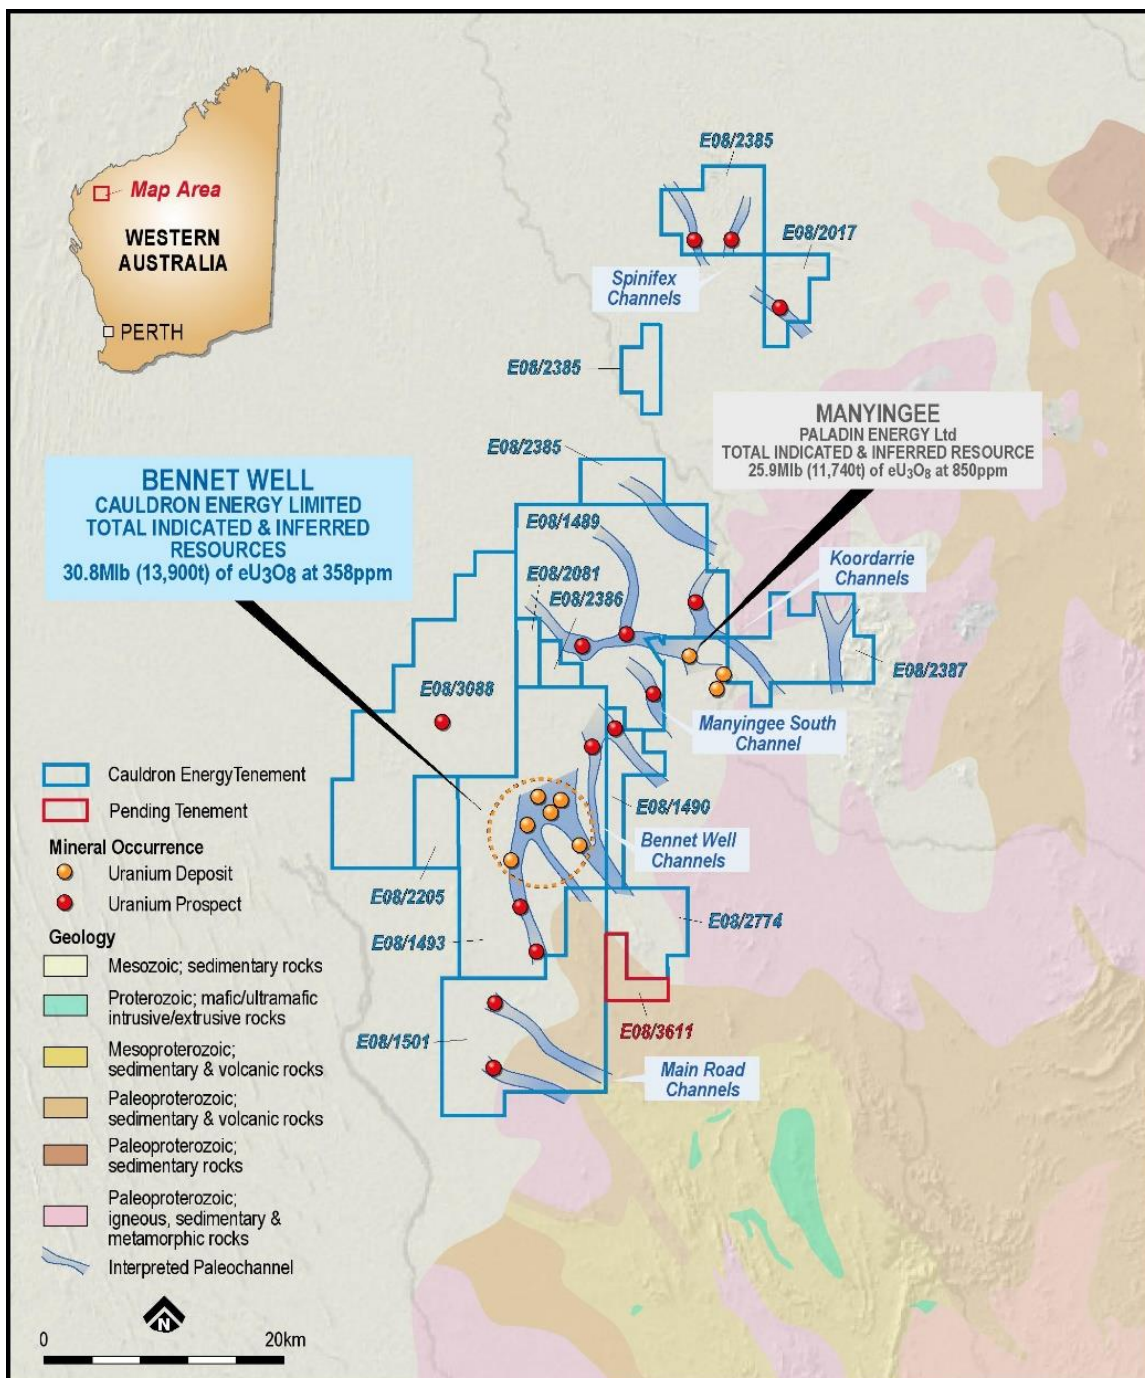 E08/2385
Map Area
WESTERN
AUSTRALIA
PERTH
E08/2017
Spinifex
Channels
E08/2385
MANYINGEE
PALADIN ENERGY Ltd
TOTAL INDICATED & INFERRED RESOURCE
25.9Mlb (11,740t) of eU3O8 at 850ppm
E08/2385
BENNET WELL
CAULDRON ENERGY LIMITED
TOTAL INDICATED & INFERRED
RESOURCES
30.8Mlb (13,900t) of eU3O8 at 358ppm
E08/1489
Koordarrie
Channels
E08/2081
E08/2386
E08/2387
E08/3088
Manyingee South
Channel
E08/1490
Bennet Well
Channels
E08/2205
E08/2774
E08/1493
E08/3611
E08/1501
Main Road
Channels
Cauldron EnergyTenement
Pending Tenement
Mineral Occurrence
Uranium Deposit
Uranium Prospect
Geology
Mesozoic; sedimentary rocks
Proterozoic; mafic/ultramafic
intrusive/extrusive rocks
Mesoproterozoic;
sedimentary & volcanic rocks
Paleoproterozoic;
sedimentary & volcanic rocks
Paleoproterozoic;
sedimentary rocks
Paleoproterozoic;
igneous, sedimentary &
metamorphic rocks
Interpreted Paleochannel
N
0 20km